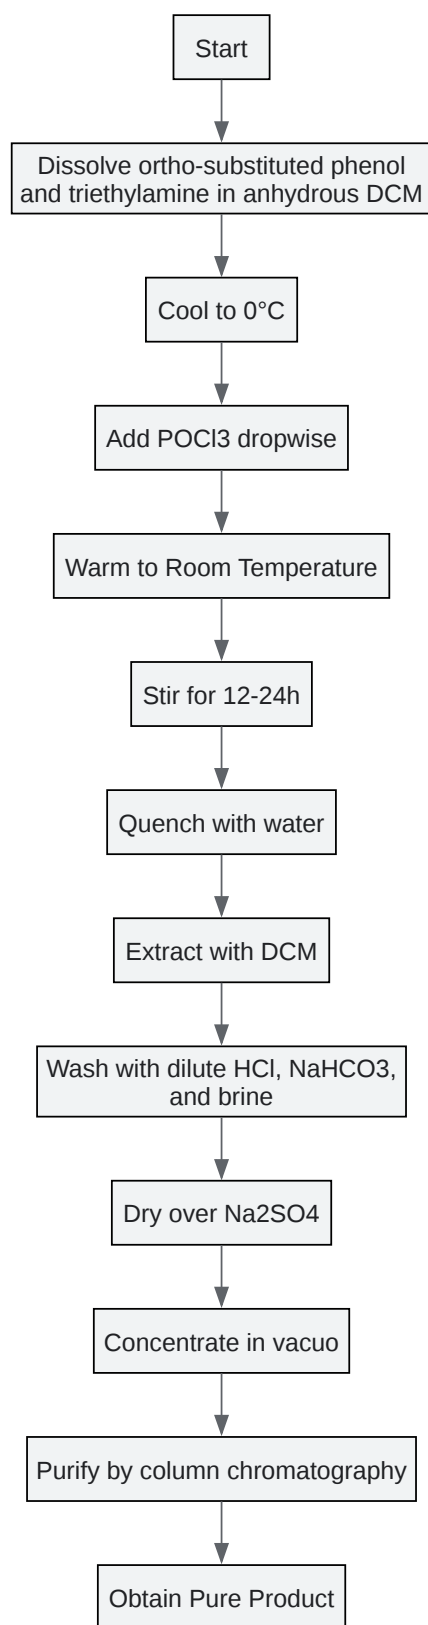 Start
Dissolve ortho-substituted phenol
and triethylamine in anhydrous DCM
Cool to 0°C
Add POCl3 dropwise
Warm to Room Temperature
Stir for 12-24h
Quench with water
Extract with DCM
Wash with dilute HCl, NaHCO3,
and brine
Dry over Na2SO4
Concentrate in vacuo
Purify by column chromatography
Obtain Pure Product